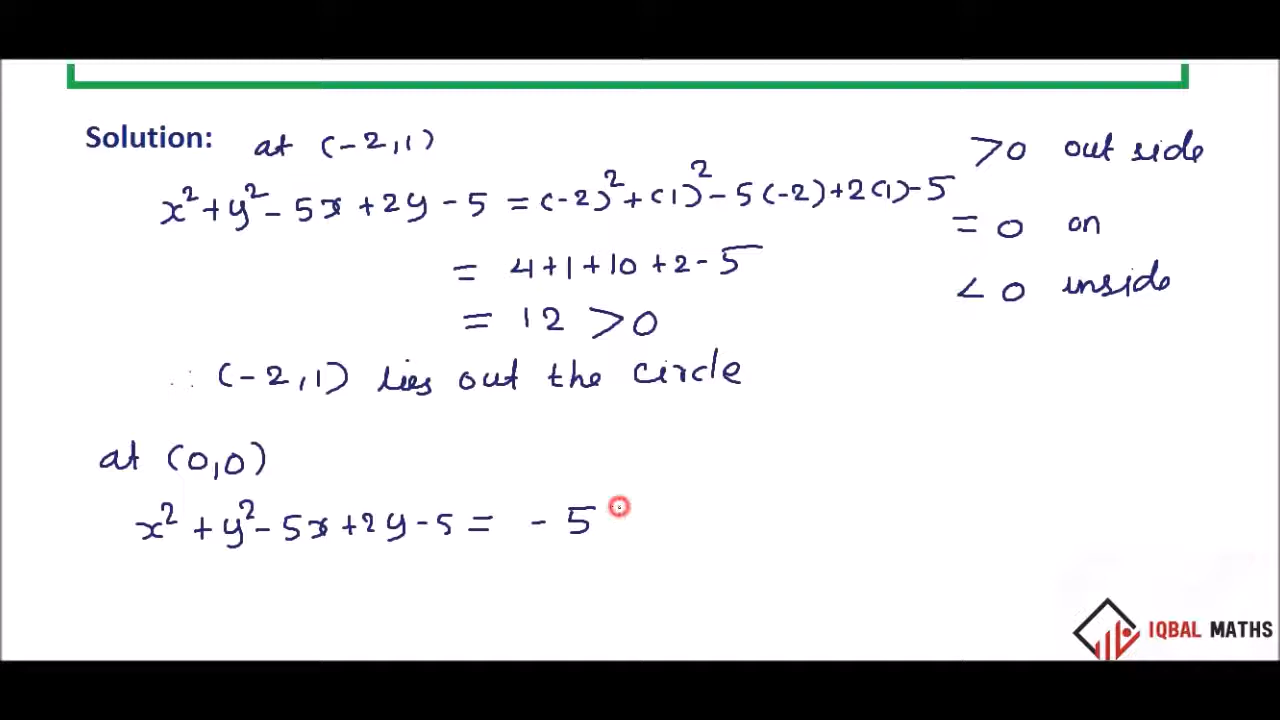 Solution: at (-2,1)
x² + y² - 5x + 2y - 5 = (-2)² + (1)² - 5(-2) + 2(1) - 5
= 4 + 1 + 10 + 2 - 5
= 12 > 0
∴ (-2,1) lies out the circle
>0 out side
= 0 on
< 0 inside
at (0,0)
x² + y² - 5x + 2y - 5 = - 5
IQBAL MATHS